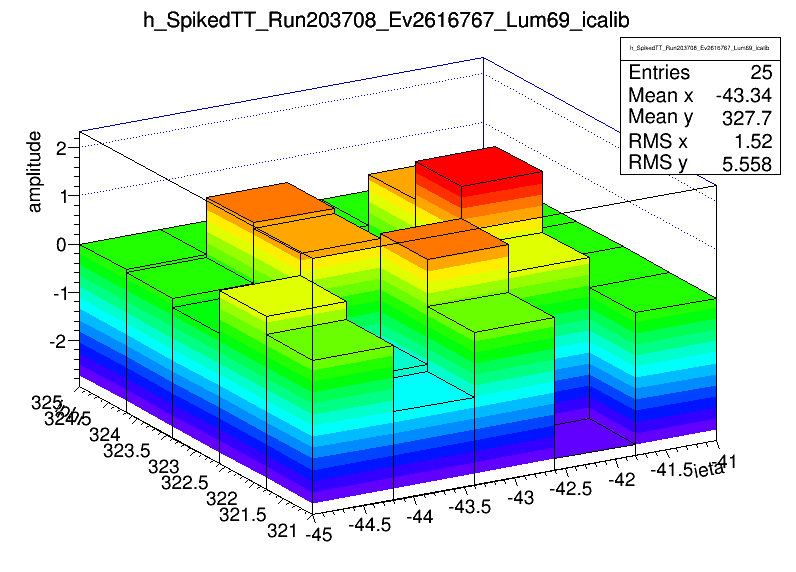 h_SpikedTT_Run203708_Ev2616767_Lum69_icalib
h_SpikedTT_Run203708_Ev2616767_Lum69_icalib
Entries 25
Mean x -43.34
Mean y 327.7
RMS x 1.52
RMS y 5.558
amplitude
2
1
0
-1
-2
325
324.5
324
323.5
323
322.5
322
321.5
321
-45
-44.5
-44
-43.5
-43
-42.5
-42
-41.5
-41
ieta